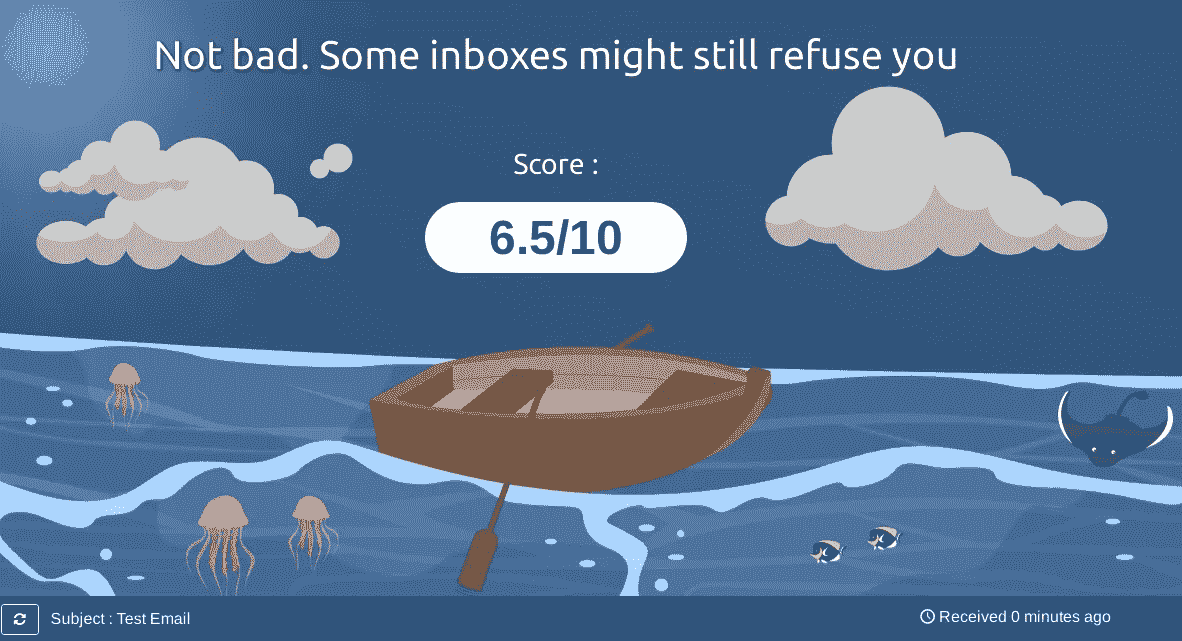 Not bad. Some inboxes might still refuse you
Score :
6.5/10
Subject : Test Email
Received 0 minutes ago